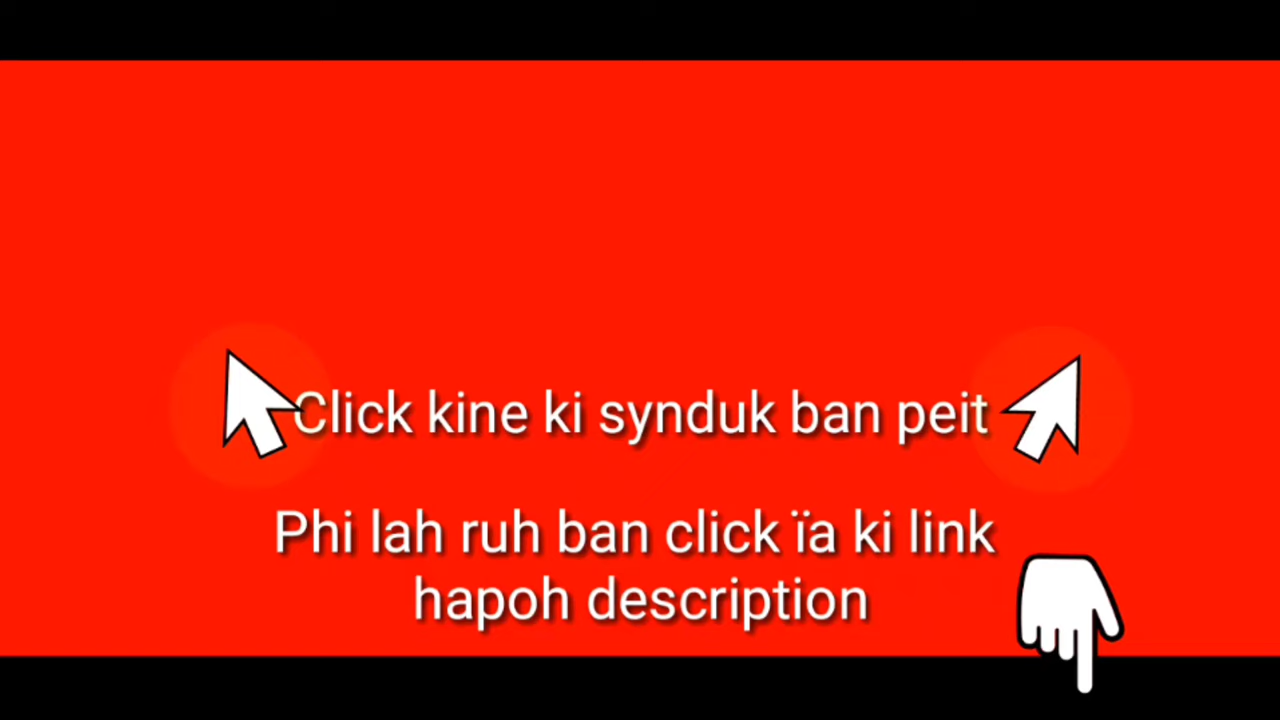 Click kine ki synduk ban peit
Phi lah ruh ban click ïa ki link
hapoh description